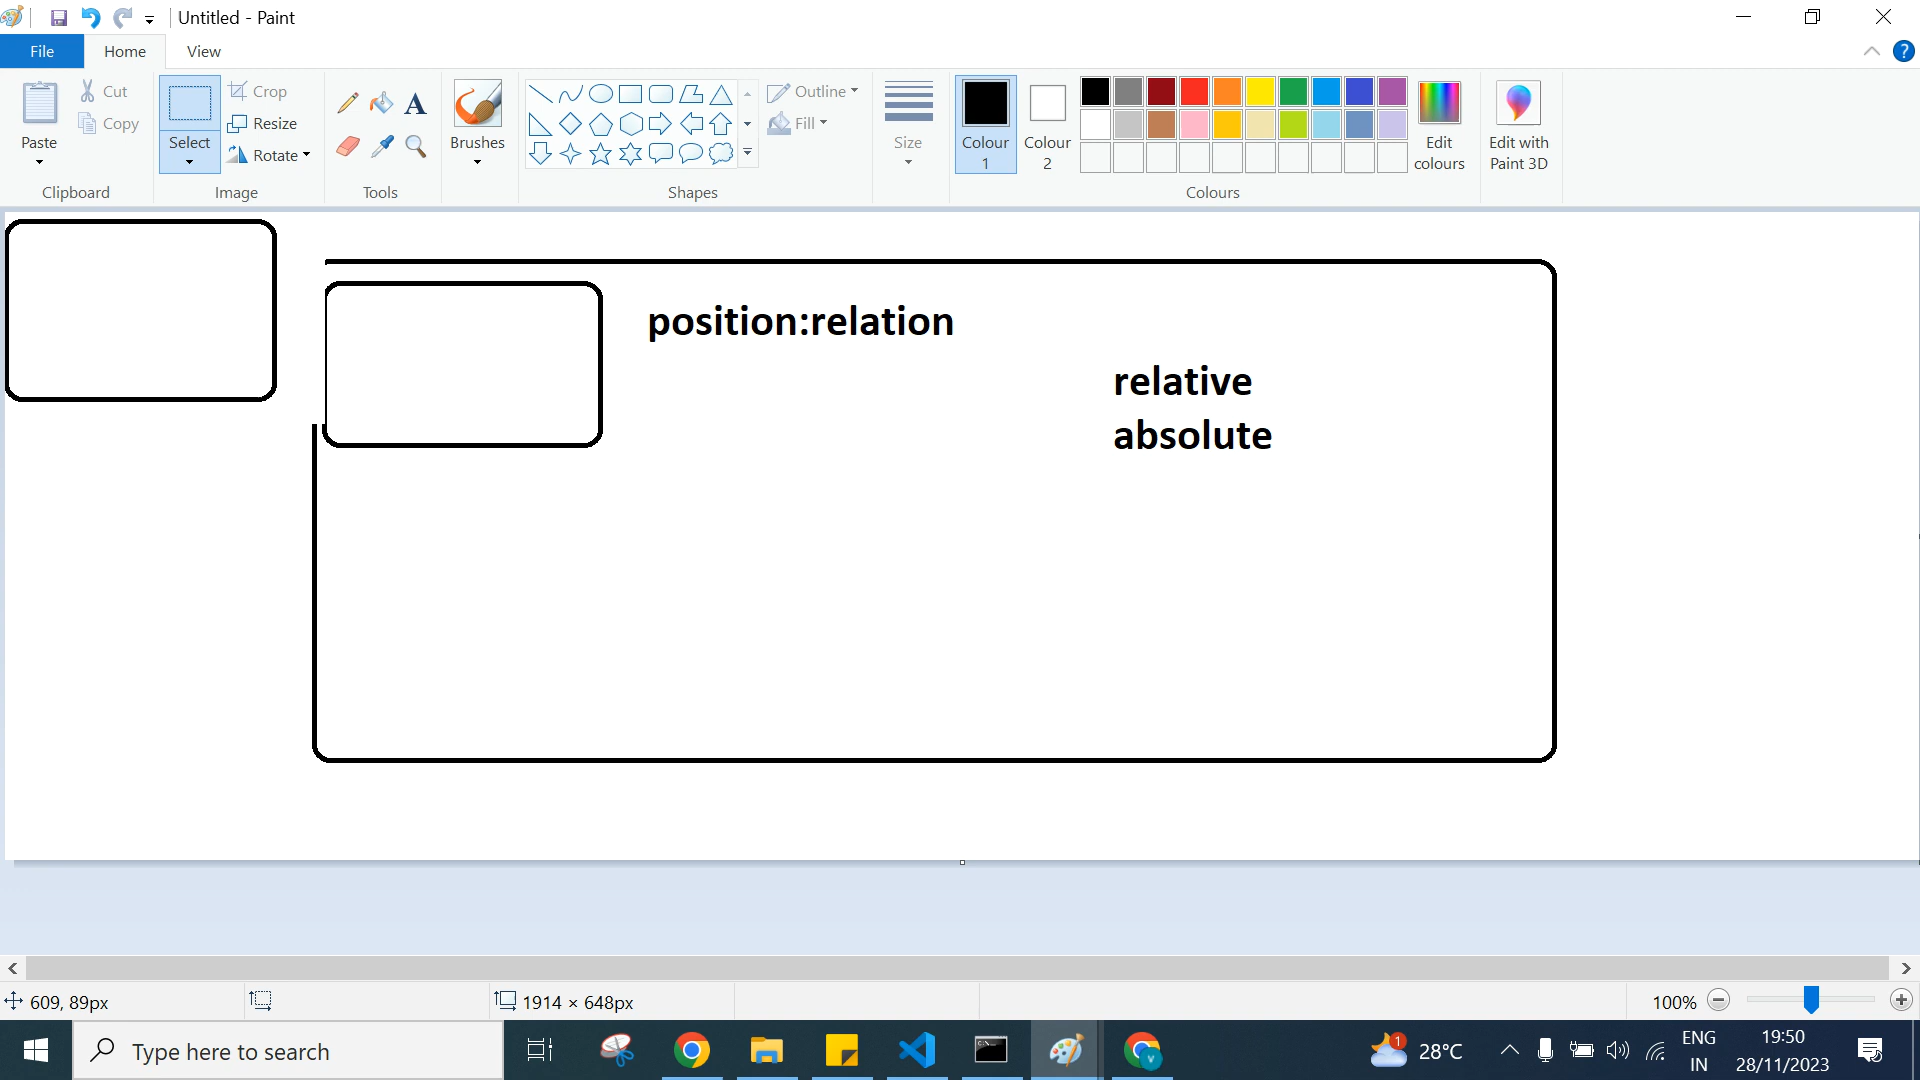 Untitled - Paint
File Home View
Paste
Cut
Copy
Clipboard
Select
Crop
Resize
Rotate
Image
Tools
Brushes
Shapes
Outline
Fill
Size
Colour 1
Colour 2
Edit colours
Colours
Edit with Paint 3D
position:relation
relative
absolute
609, 89px
1914 × 648px
100%
Type here to search
1
V
28°C
ENG
IN
19:50
28/11/2023